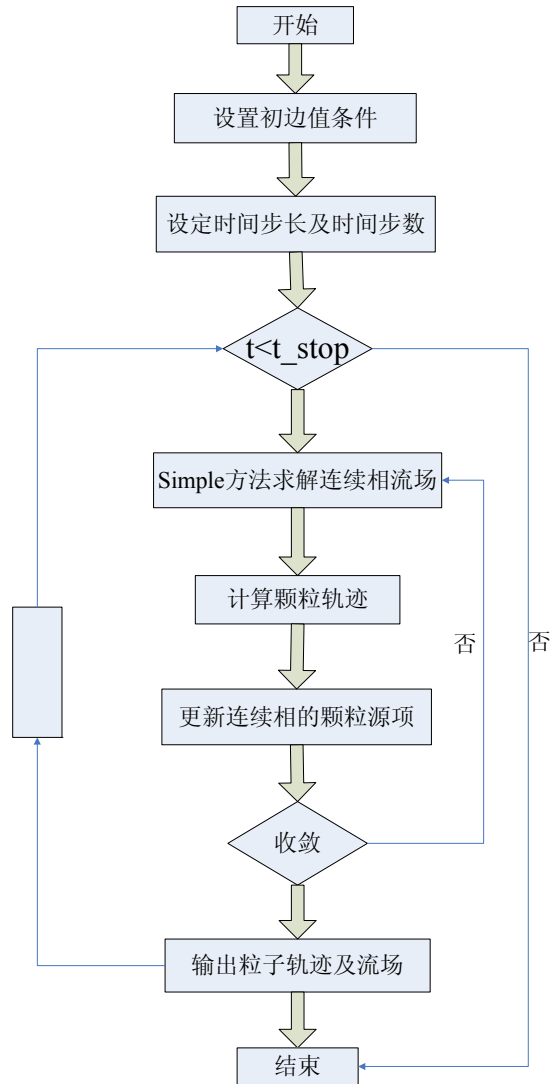 开始
设置初边值条件
设定时间步长及时间步数
t<t_stop
Simple方法求解连续相流场
计算颗粒轨迹
否
否
更新连续相的颗粒源项
收敛
输出粒子轨迹及流场
结束